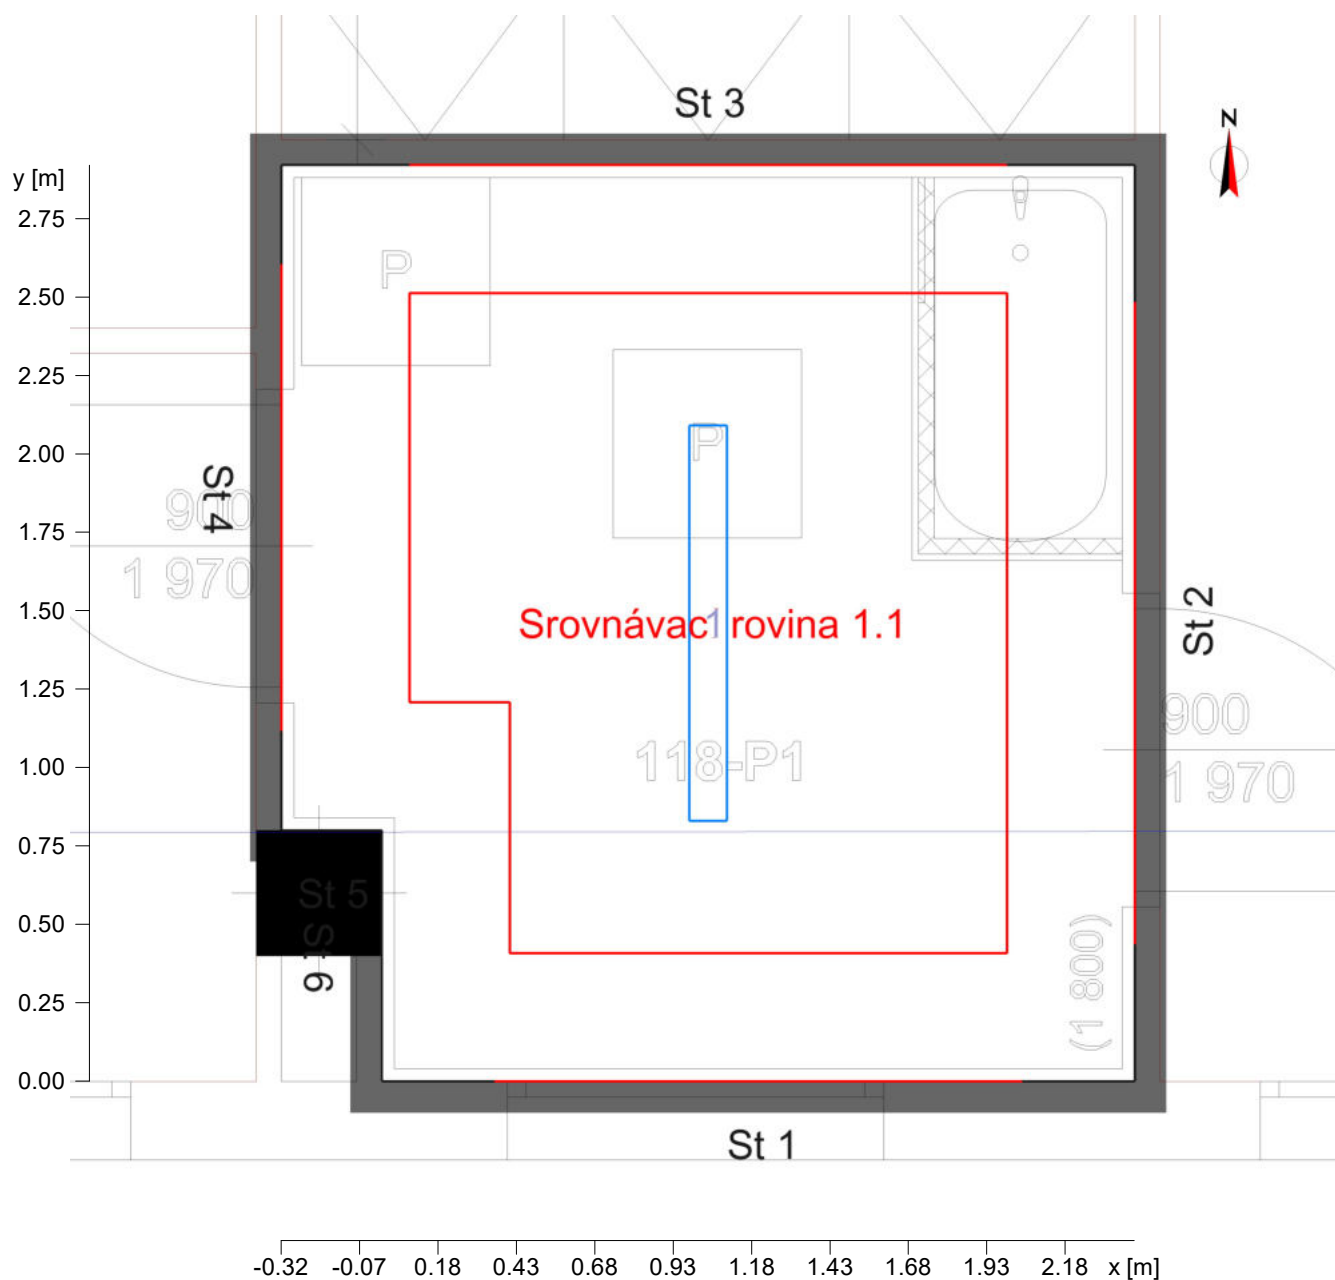 St 3
N
y [m]
2.75
P
2.50
2.25
P
2.00
St 4
900
1.75
1 970
1.50
Srovnávací rovina 1.1
1
St 2
1.25
900
118-P1
1.00
1 970
0.75
St 5
0.50
St 6
(1 800)
0.25
0.00
St 1
-0.32 -0.07 0.18 0.43 0.68 0.93 1.18 1.43 1.68 1.93 2.18 x [m]